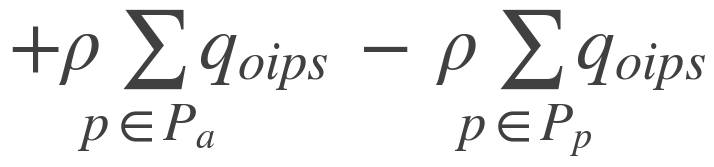 +ρ ∑ q_{oips} − ρ ∑ q_{oips}
p ∈ P_a p ∈ P_p